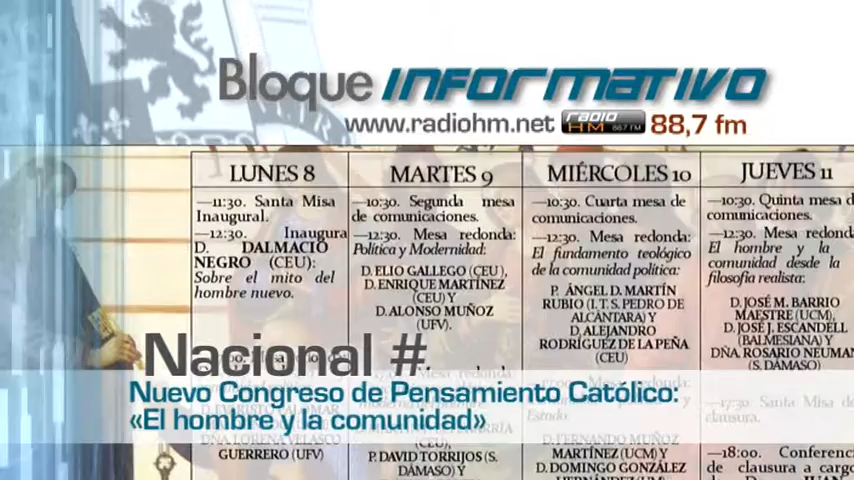 Bloque informativo
www.radiohm.net radio HM 88,7 FM 88,7 fm
LUNES 8
—11:30. Santa Misa
Inaugural.
—12:30. Inaugura
D. DALMACIO
NEGRO (CEU):
Sobre el mito del
hombre nuevo.
MARTES 9
—10:30. Segunda mesa
de comunicaciones.
—12:30. Mesa redonda:
Política y Modernidad:
D. ELIO GALLEGO (CEU),
D. ENRIQUE MARTÍNEZ
(CEU) Y
D. ALONSO MUÑOZ
(UFV).
MIÉRCOLES 10
—10:30. Cuarta mesa de
comunicaciones.
—12:30. Mesa redonda:
El fundamento teológico
de la comunidad política:
P. ÁNGEL D. MARTÍN
RUBIO (I. T. S. PEDRO DE
ALCÁNTARA) Y
D. ALEJANDRO
RODRÍGUEZ DE LA PEÑA
(CEU)
JUEVES 11
—10:30. Quinta mesa d
comunicaciones.
—12:30. Mesa redonda
El hombre y la
comunidad desde la
filosofía realista:
D. JOSÉ M. BARRIO
MAESTRE (UCM),
D. JOSÉ J. ESCANDELL
(BALMESIANA) Y
DÑA. ROSARIO NEUMAN
(S. DÁMASO)
—17:30. Santa Misa de
clausura.
—18:00. Conferenc
de clausura a carg
Nacional #
Nuevo Congreso de Pensamiento Católico:
«El hombre y la comunidad»
DÑA. LORENA VELASCO
GUERRERO (UFV)
(CEU),
P. DAVID TORRIJOS (S.
DÁMASO) Y
D. FERNANDO MUÑOZ
MARTÍNEZ (UCM) Y
D. DOMINGO GONZÁLEZ